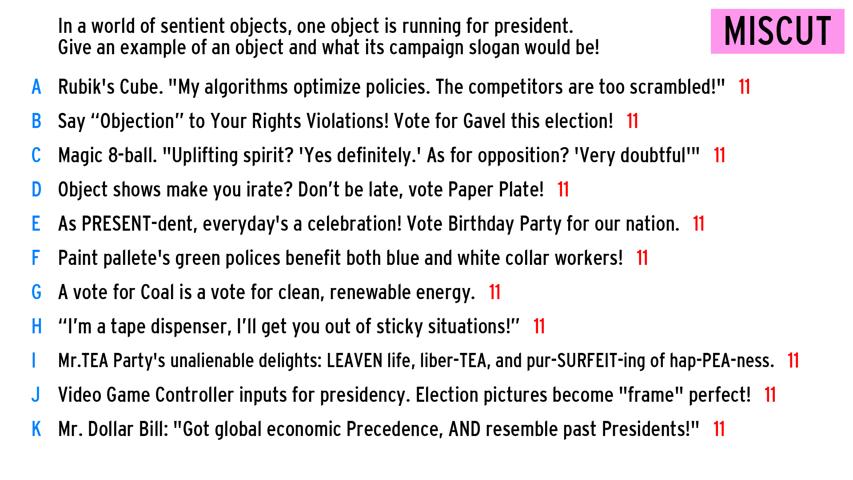 In a world of sentient objects, one object is running for president.
Give an example of an object and what its campaign slogan would be!
MISCUT
A Rubik's Cube. "My algorithms optimize policies. The competitors are too scrambled!" 11
B Say “Objection” to Your Rights Violations! Vote for Gavel this election! 11
C Magic 8-ball. "Uplifting spirit? 'Yes definitely.' As for opposition? 'Very doubtful'" 11
D Object shows make you irate? Don’t be late, vote Paper Plate! 11
E As PRESENT-dent, everyday's a celebration! Vote Birthday Party for our nation. 11
F Paint pallete's green polices benefit both blue and white collar workers! 11
G A vote for Coal is a vote for clean, renewable energy. 11
H “I’m a tape dispenser, I’ll get you out of sticky situations!” 11
I Mr.TEA Party's unalienable delights: LEAVEN life, liber-TEA, and pur-SURFEIT-ing of hap-PEA-ness. 11
J Video Game Controller inputs for presidency. Election pictures become "frame" perfect! 11
K Mr. Dollar Bill: "Got global economic Precedence, AND resemble past Presidents!" 11